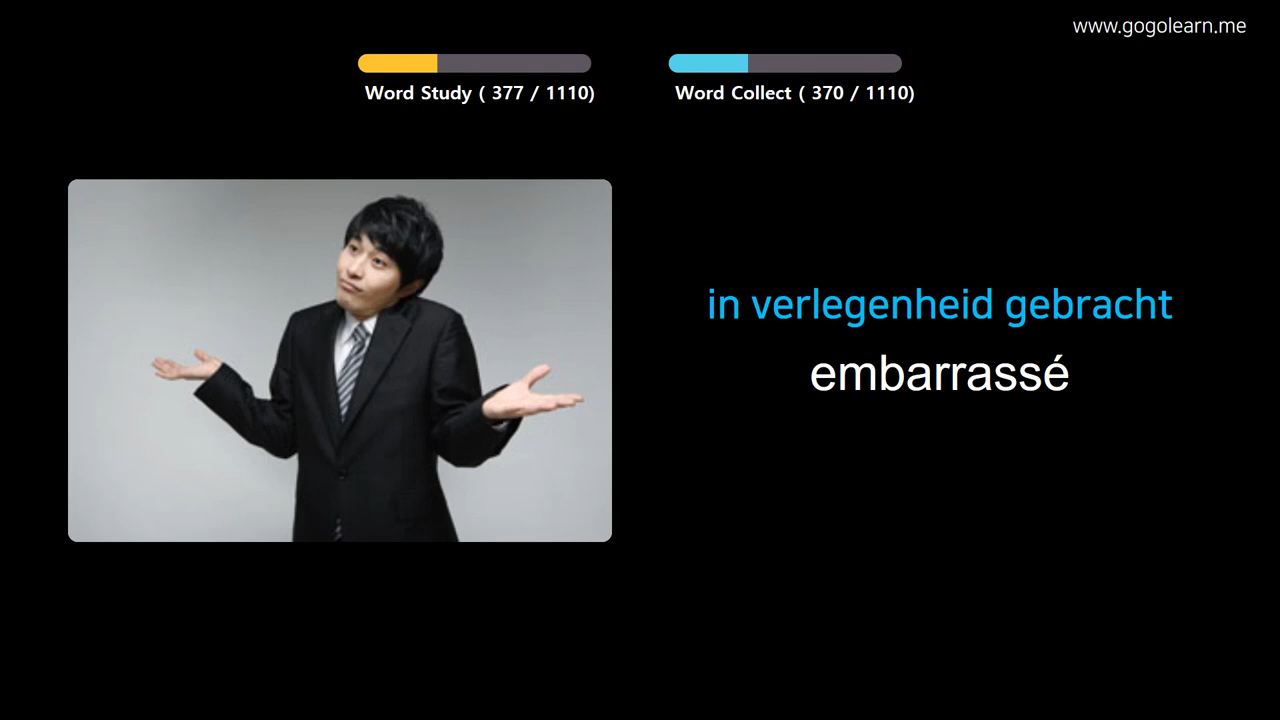 www.gogolearn.me
Word Study ( 377 / 1110)
Word Collect ( 370 / 1110)
in verlegenheid gebracht
embarrassé